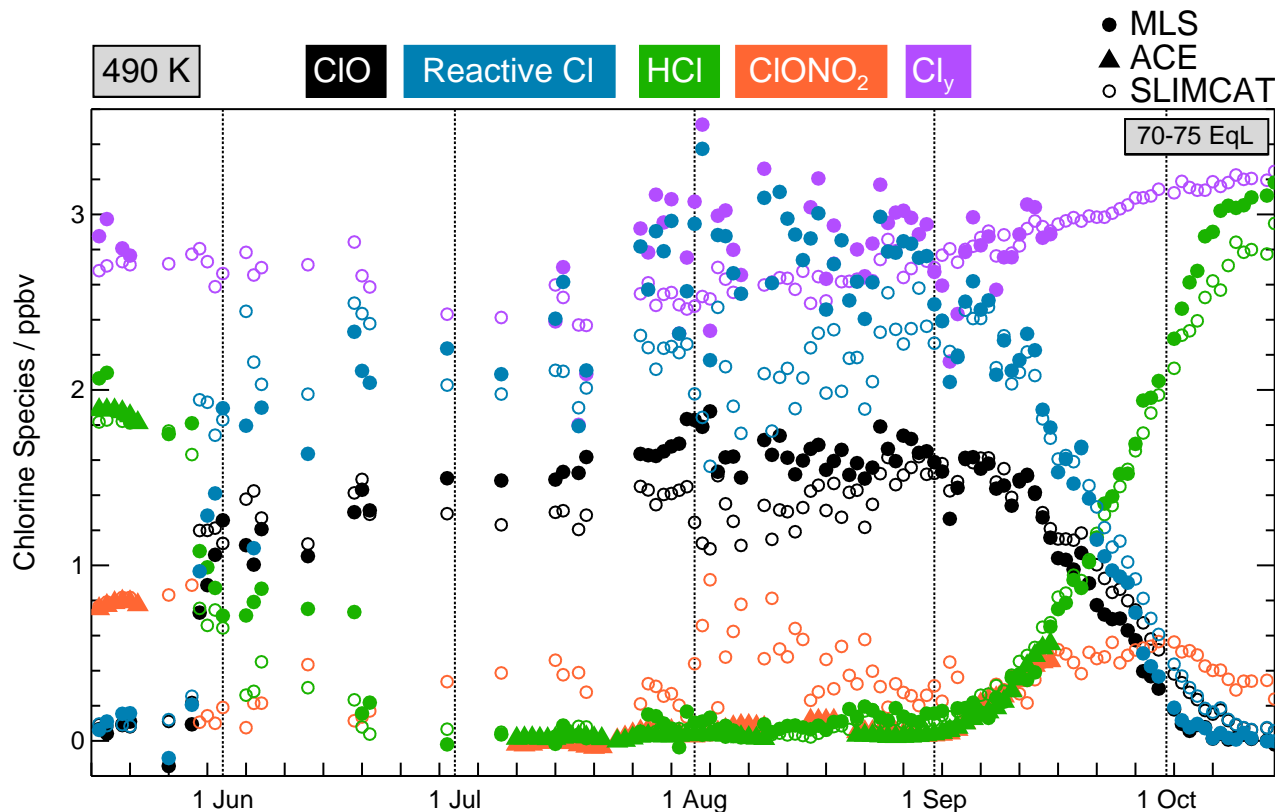 MLS
ACE
SLIMCAT
490 K
ClO
Reactive Cl
HCl
ClONO₂
Clᵧ
70-75 EqL
Chlorine Species / ppbv
3
2
1
0
1 Jun
1 Jul
1 Aug
1 Sep
1 Oct